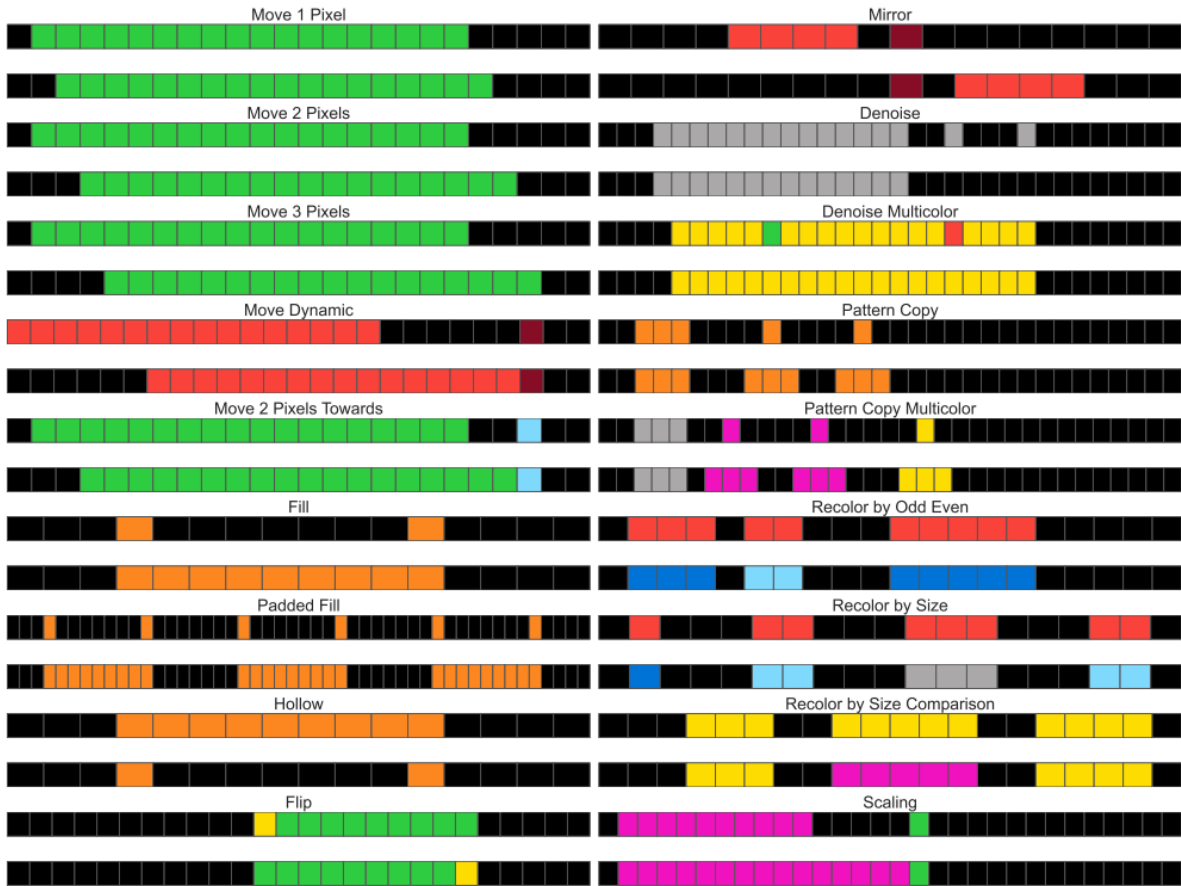 Move 1 Pixel
Move 2 Pixels
Move 3 Pixels
Move Dynamic
Move 2 Pixels Towards
Fill
Padded Fill
Hollow
Flip
Mirror
Denoise
Denoise Multicolor
Pattern Copy
Pattern Copy Multicolor
Recolor by Odd Even
Recolor by Size
Recolor by Size Comparison
Scaling